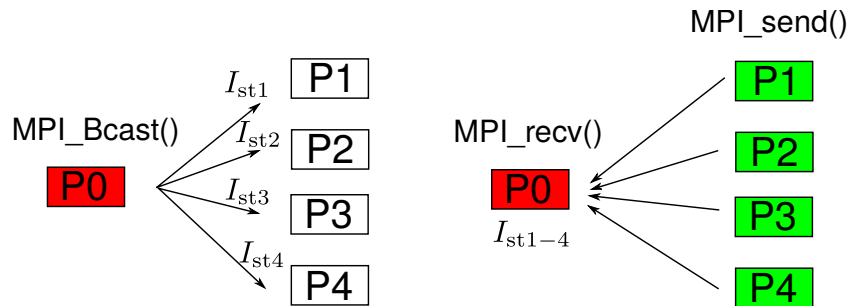 MPI_Bcast()
P0
I_st1
I_st2
I_st3
I_st4
P1
P2
P3
P4
MPI_recv()
P0
I_st1−4
MPI_send()
P1
P2
P3
P4